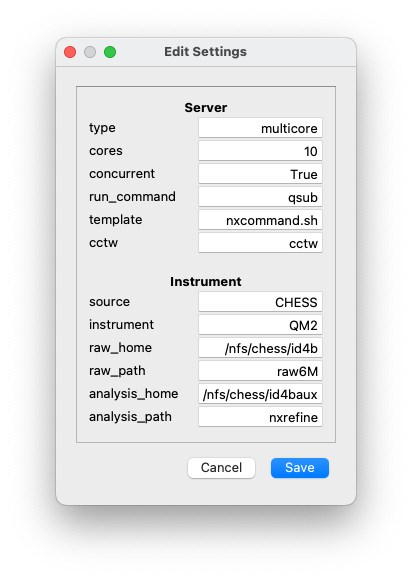 Edit Settings
Server
type multicore
cores 10
concurrent True
run_command qsub
template nxcommand.sh
cctw cctw
Instrument
source CHESS
instrument QM2
raw_home /nfs/chess/id4b
raw_path raw6M
analysis_home /nfs/chess/id4baux
analysis_path nxrefine
Cancel Save